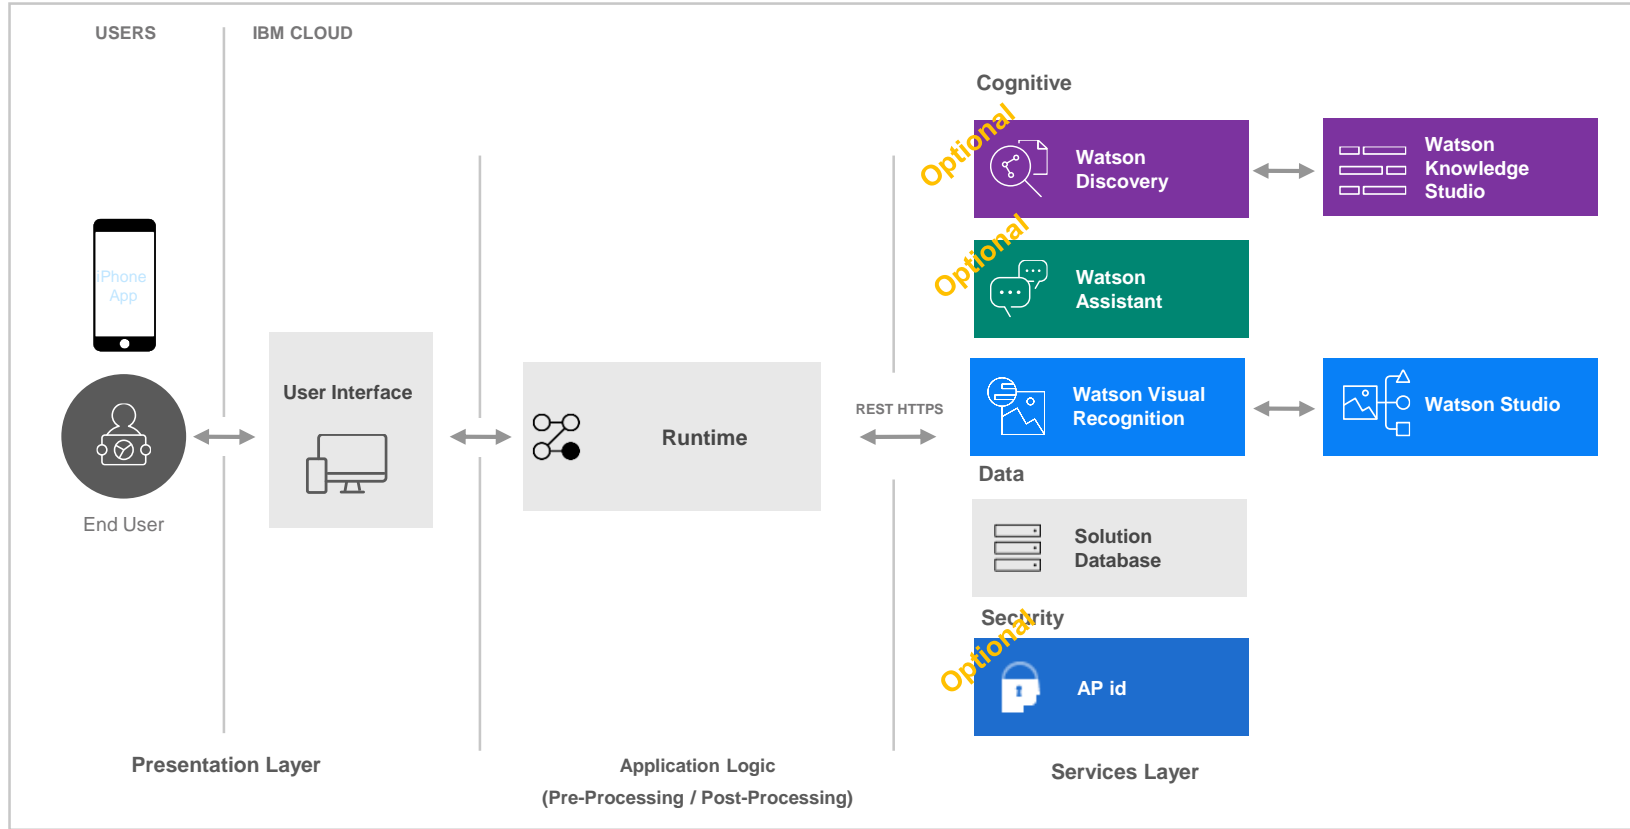 USERS
IBM CLOUD
Cognitive
Optional
Watson
Discovery
Watson
Knowledge
Studio
Optional
Watson
Assistant
iPhone
App
User Interface
Runtime
REST HTTPS
Watson Visual
Recognition
Watson Studio
End User
Data
Solution
Database
Security
Optional
AP id
Presentation Layer
Application Logic
(Pre-Processing / Post-Processing)
Services Layer